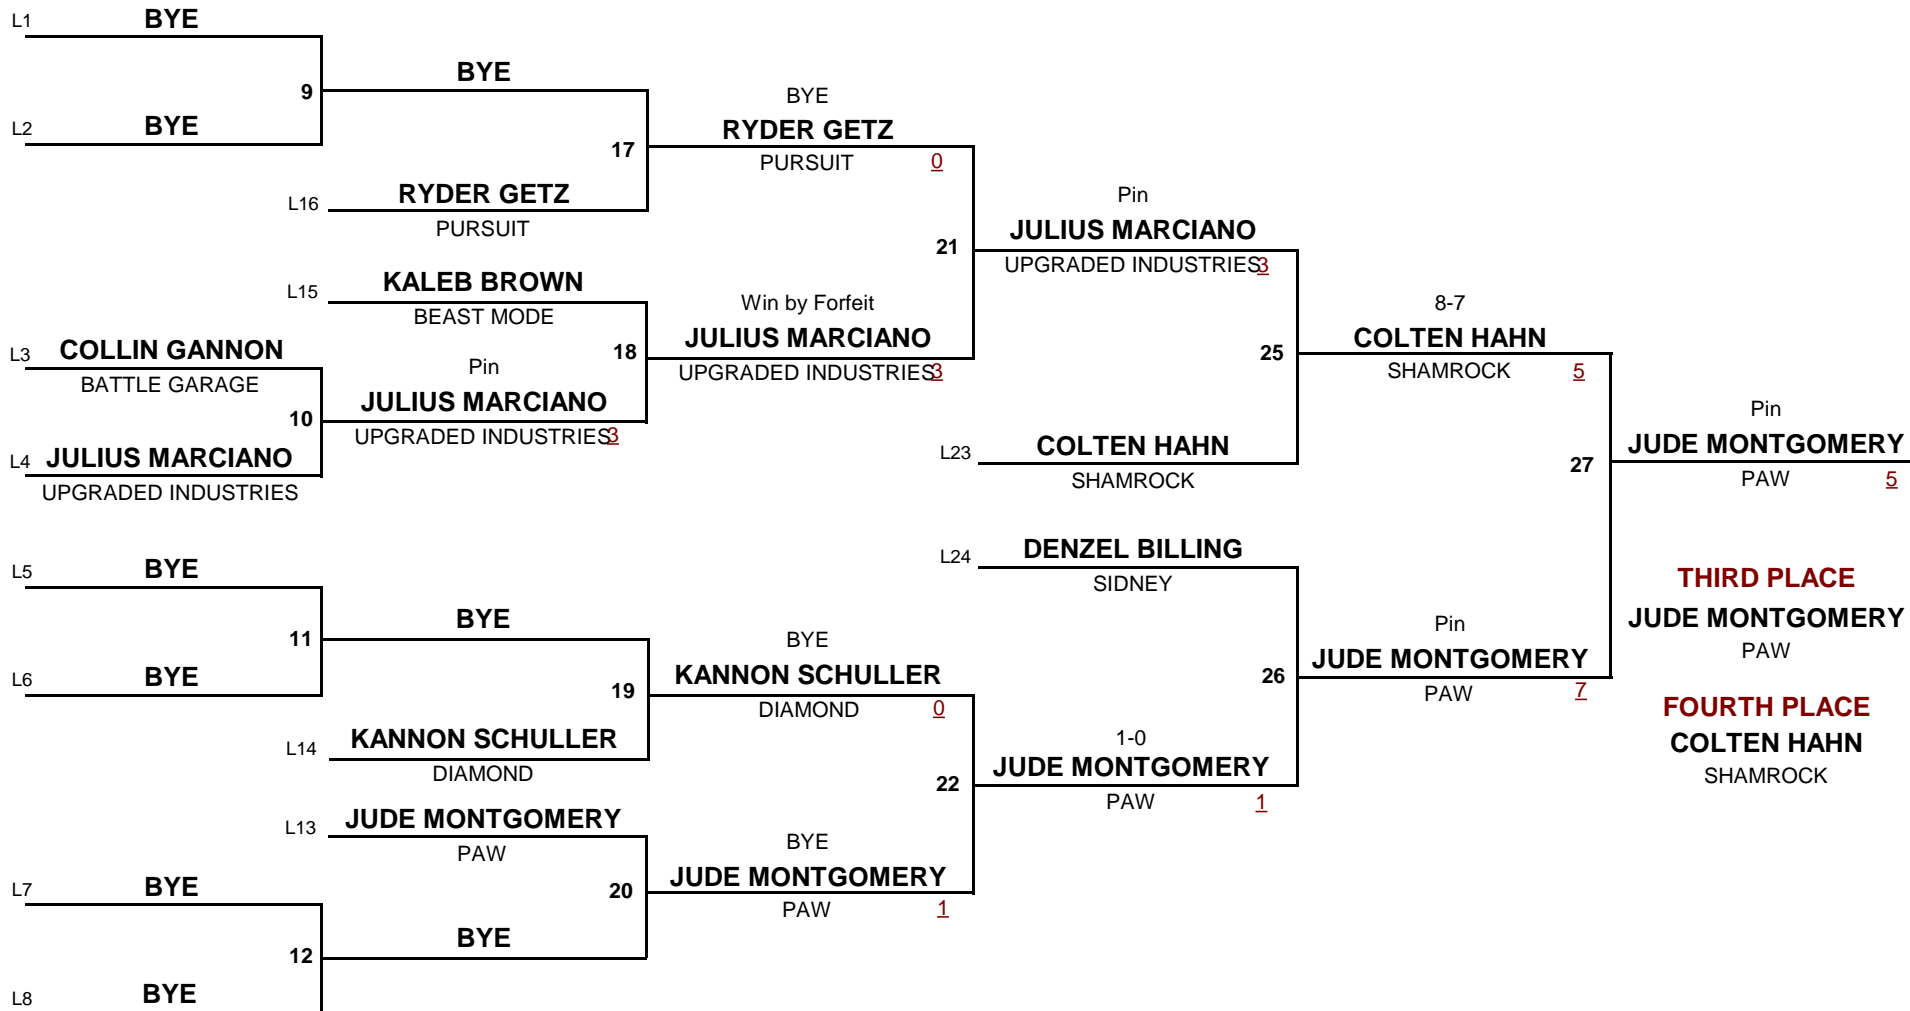 L1
BYE
9
L2
BYE
BYE
17
L16
RYDER GETZ
PURSUIT
BYE
RYDER GETZ
PURSUIT
0
L15
KALEB BROWN
BEAST MODE
L3
COLLIN GANNON
BATTLE GARAGE
10
L4
JULIUS MARCIANO
UPGRADED INDUSTRIES
Pin
JULIUS MARCIANO
UPGRADED INDUSTRIES
3
18
Win by Forfeit
JULIUS MARCIANO
UPGRADED INDUSTRIES
3
21
Pin
JULIUS MARCIANO
UPGRADED INDUSTRIES
3
25
L23
COLTEN HAHN
SHAMROCK
8-7
COLTEN HAHN
SHAMROCK
5
27
Pin
JUDE MONTGOMERY
PAW
5
L5
BYE
11
L6
BYE
BYE
19
L14
KANNON SCHULLER
DIAMOND
BYE
KANNON SCHULLER
DIAMOND
0
L13
JUDE MONTGOMERY
PAW
20
L7
BYE
12
L8
BYE
BYE
BYE
JUDE MONTGOMERY
PAW
1
22
1-0
JUDE MONTGOMERY
PAW
1
L24
DENZEL BILLING
SIDNEY
26
Pin
JUDE MONTGOMERY
PAW
7
THIRD PLACE
JUDE MONTGOMERY
PAW
FOURTH PLACE
COLTEN HAHN
SHAMROCK